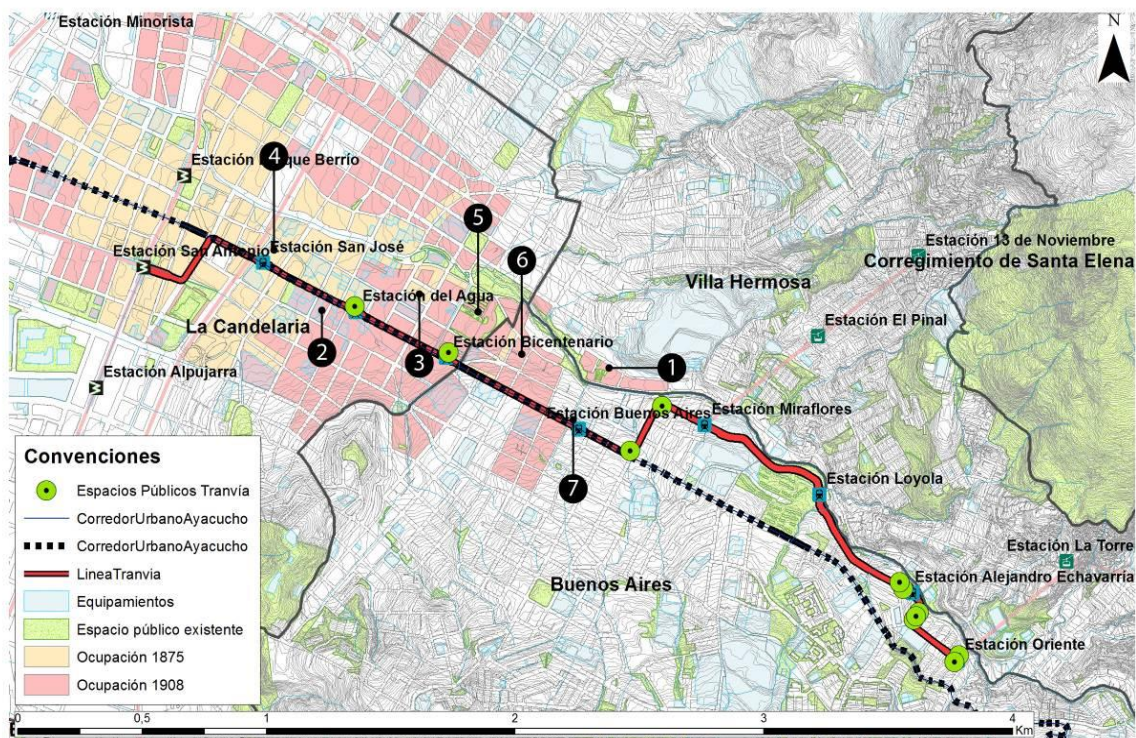 Estación Minorista
N
Estación Parque Berrío
4
5
Estación San Antonio
Estación San José
6
Estación 13 de Noviembre
Corregimiento de Santa Elena
Villa Hermosa
Estación del Agua
La Candelaria
Estación El Pinal
2
3
Estación Bicentenario
1
Estación Alpujarra
Estación Buenos Aires
Estación Miraflores
7
Estación Loyola
Estación La Torre
Buenos Aires
Estación Alejandro Echavarría
Estación Oriente
Convenciones
Espacios Públicos Tranvía
CorredorUrbanoAyacucho
CorredorUrbanoAyacucho
LineaTranvia
Equipamientos
Espacio público existente
Ocupación 1875
Ocupación 1908
0 0,5 1 2 3 4
Km